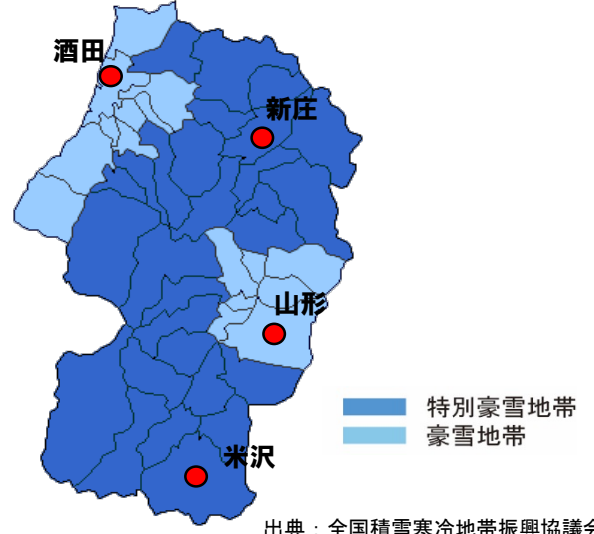 酒田
新庄
山形
米沢
特別豪雪地帯
豪雪地帯
出典：全国積雪寒冷地帯振興協議会